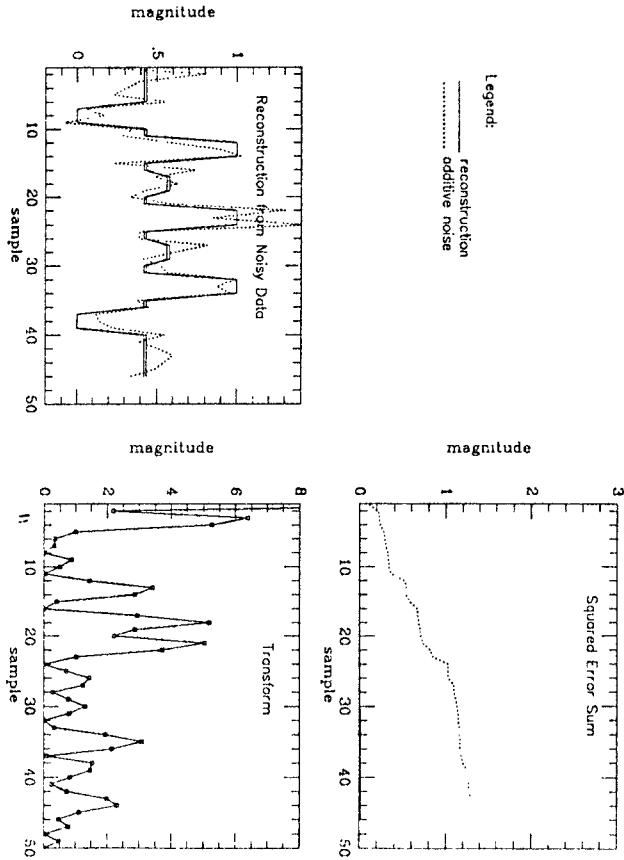 Legend:
reconstruction
additive noise
Squared Error Sum
magnitude
0
1
2
3
10
20
30
40
50
sample
Reconstruction from Noisy Data
magnitude
0
.5
1
10
20
30
40
50
sample
Transform
magnitude
0
2
4
6
8
10
20
30
40
50
sample